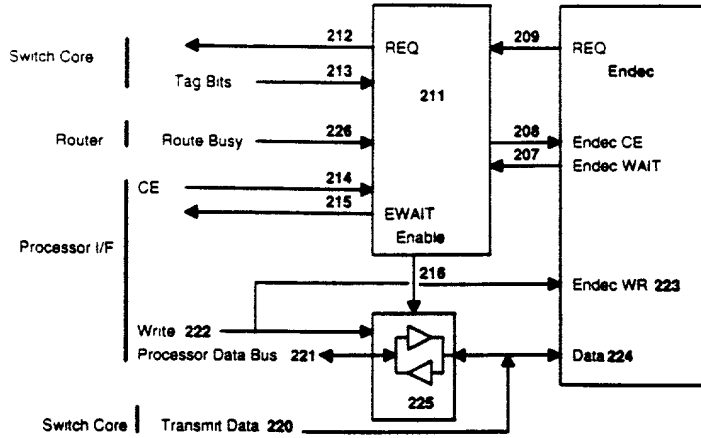 212 REQ 209 REQ
Switch Core
Endec
213
Tag Bits
211
226 208
Router Route Busy Endec CE
207
214 Endec WAIT
CE
215
EWAIT
Enable
Processor I/F
216
Endec WR 223
Write 222
Processor Data Bus 221 Data 224
225
Switch Core Transmit Data 220